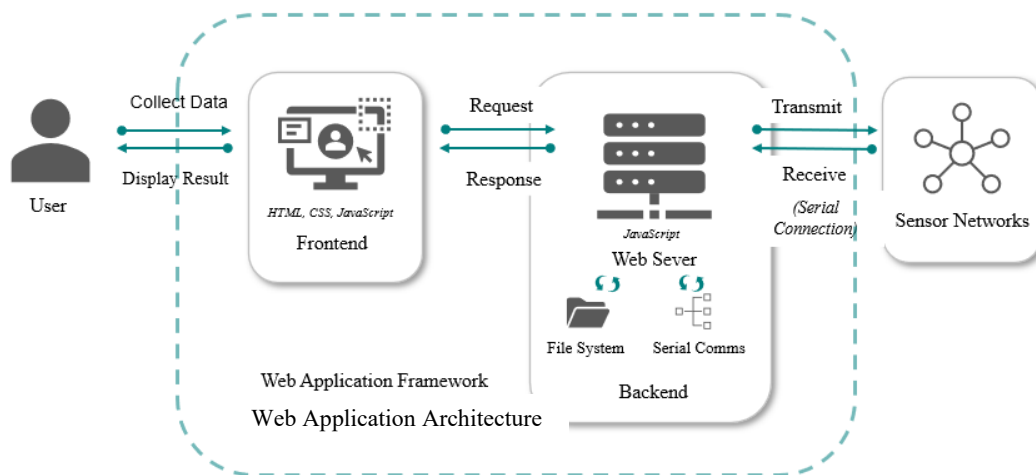 Collect Data
Display Result
User
HTML, CSS, JavaScript
Frontend
Request
Response
JavaScript
Web Sever
File System
Serial Comms
Backend
Transmit
Receive
(Serial
Connection)
Sensor Networks
Web Application Framework
Web Application Architecture